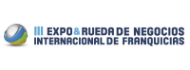 III EXPO & RUEDA DE NEGOCIOS
INTERNACIONAL DE FRANQUICIAS